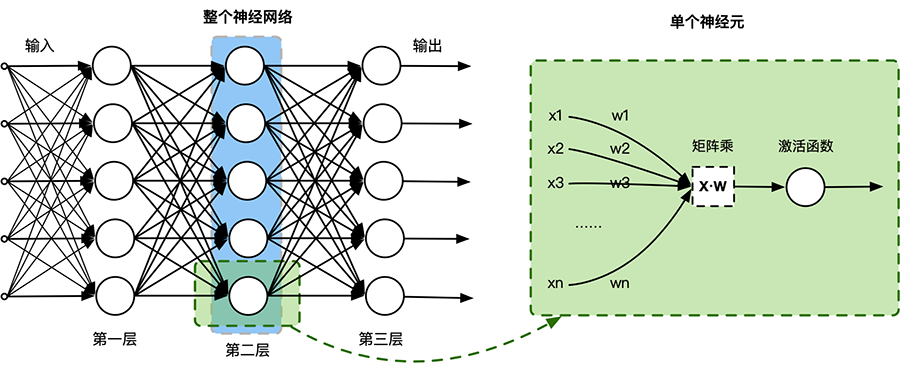 整个神经网络
输入
输出
第一层
第二层
第三层
单个神经元
x1
w1
x2
w2
x3
w3
......
xn
wn
矩阵乘
X·W
激活函数